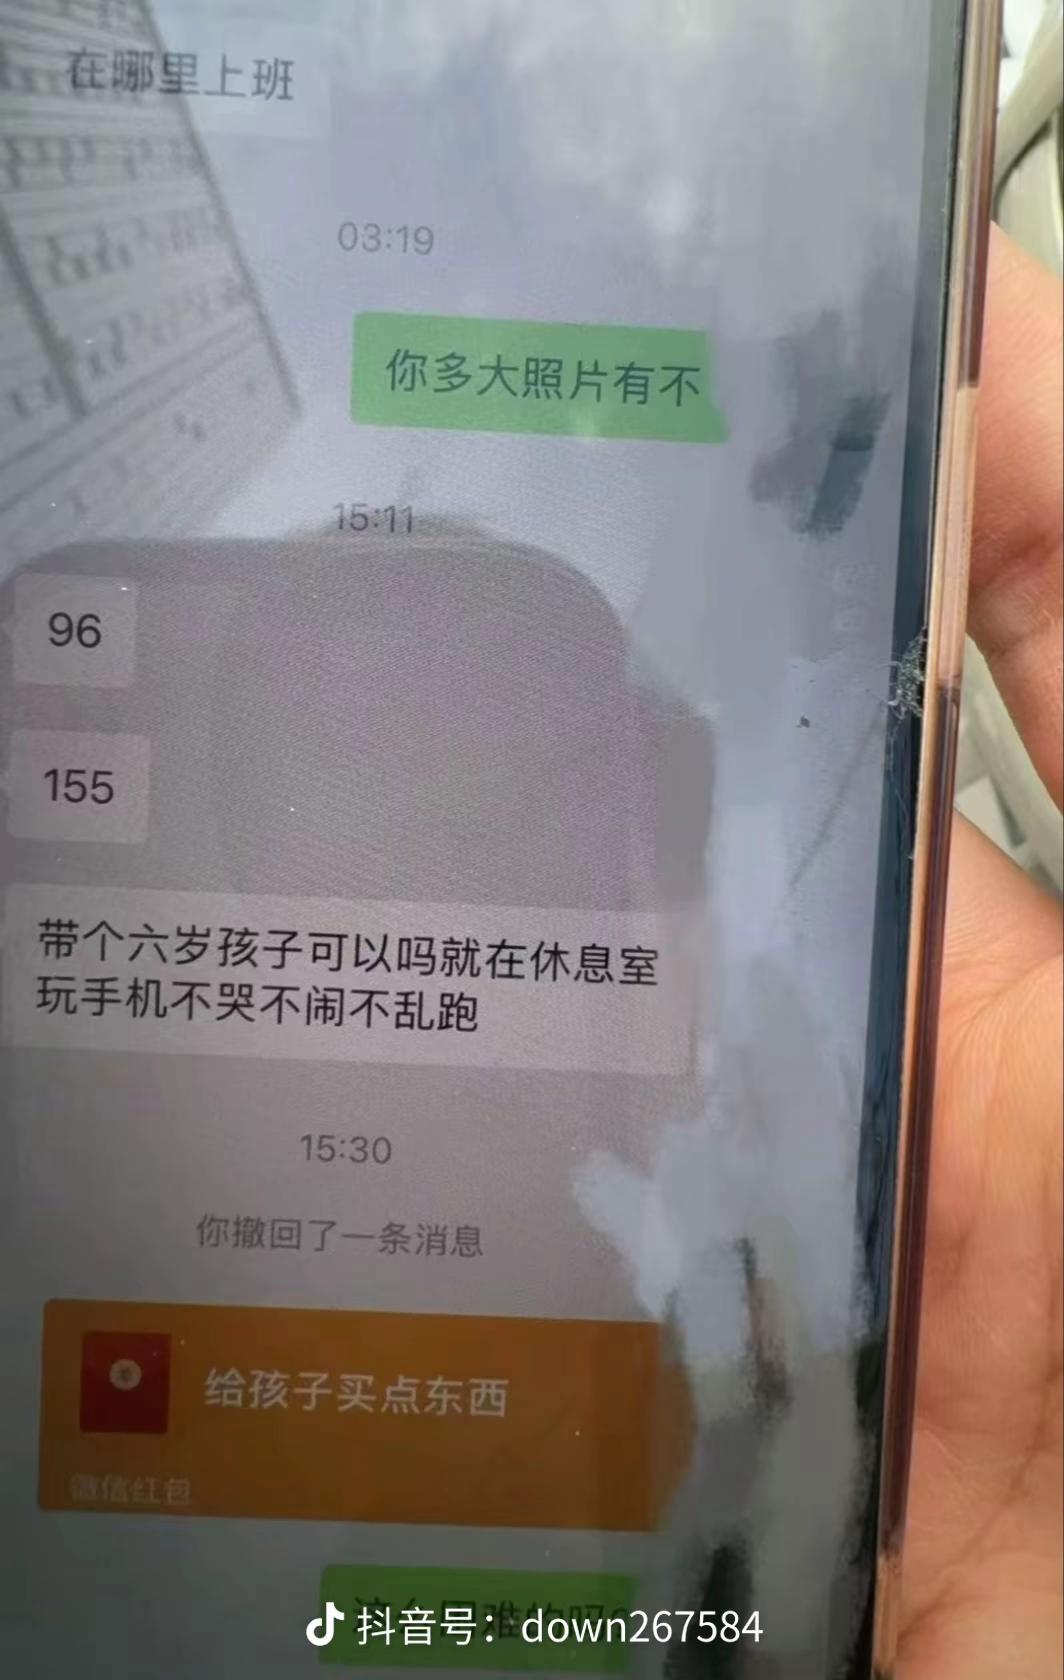 在哪里上班
03:19
你多大照片有不
15:11
96
155
带个六岁孩子可以吗就在休息室
玩手机不哭不闹不乱跑
15:30
你撤回了一条消息
给孩子买点东西
微信红包
抖音号：down267584